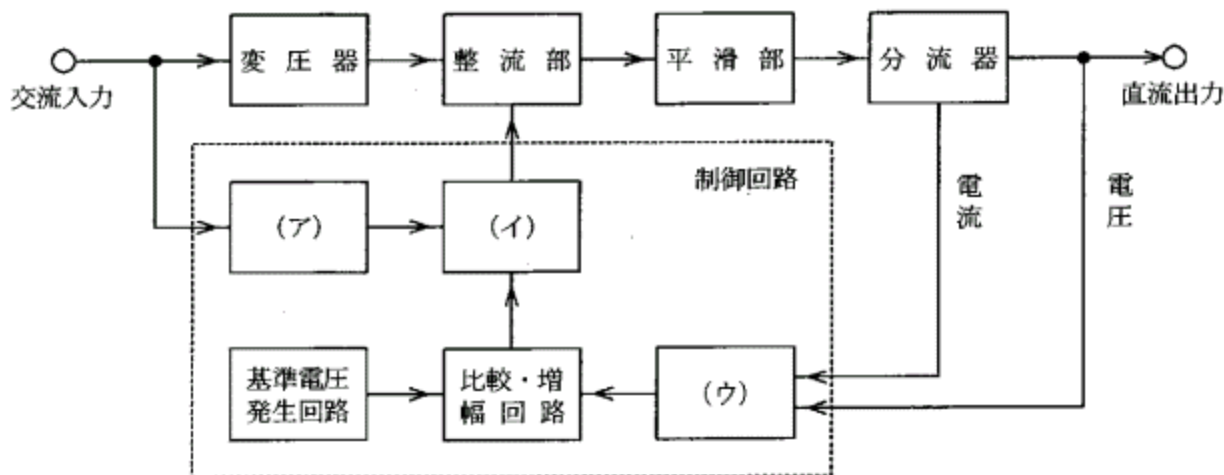 変圧器
整流部
平滑部
分流器
交流入力
直流出力
制御回路
電流
電圧
(ア)
(イ)
基準電圧
発生回路
比較・増
幅回路
(ウ)